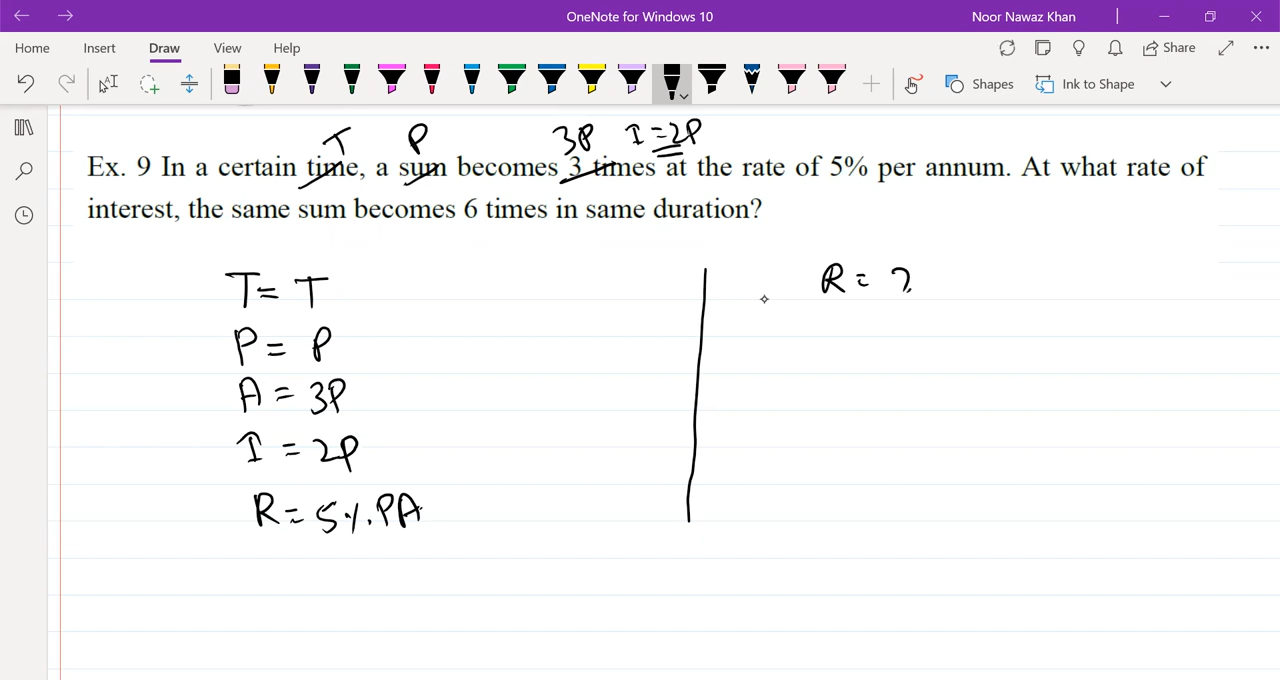 OneNote for Windows 10
Noor Nawaz Khan
Home Insert Draw View Help
Share
Shapes
Ink to Shape
T P 3P I = 2P
Ex. 9 In a certain time, a sum becomes 3 times at the rate of 5% per annum. At what rate of
interest, the same sum becomes 6 times in same duration?
T = T
P = P
A = 3P
I = 2P
R = 5%. PA
R = ?